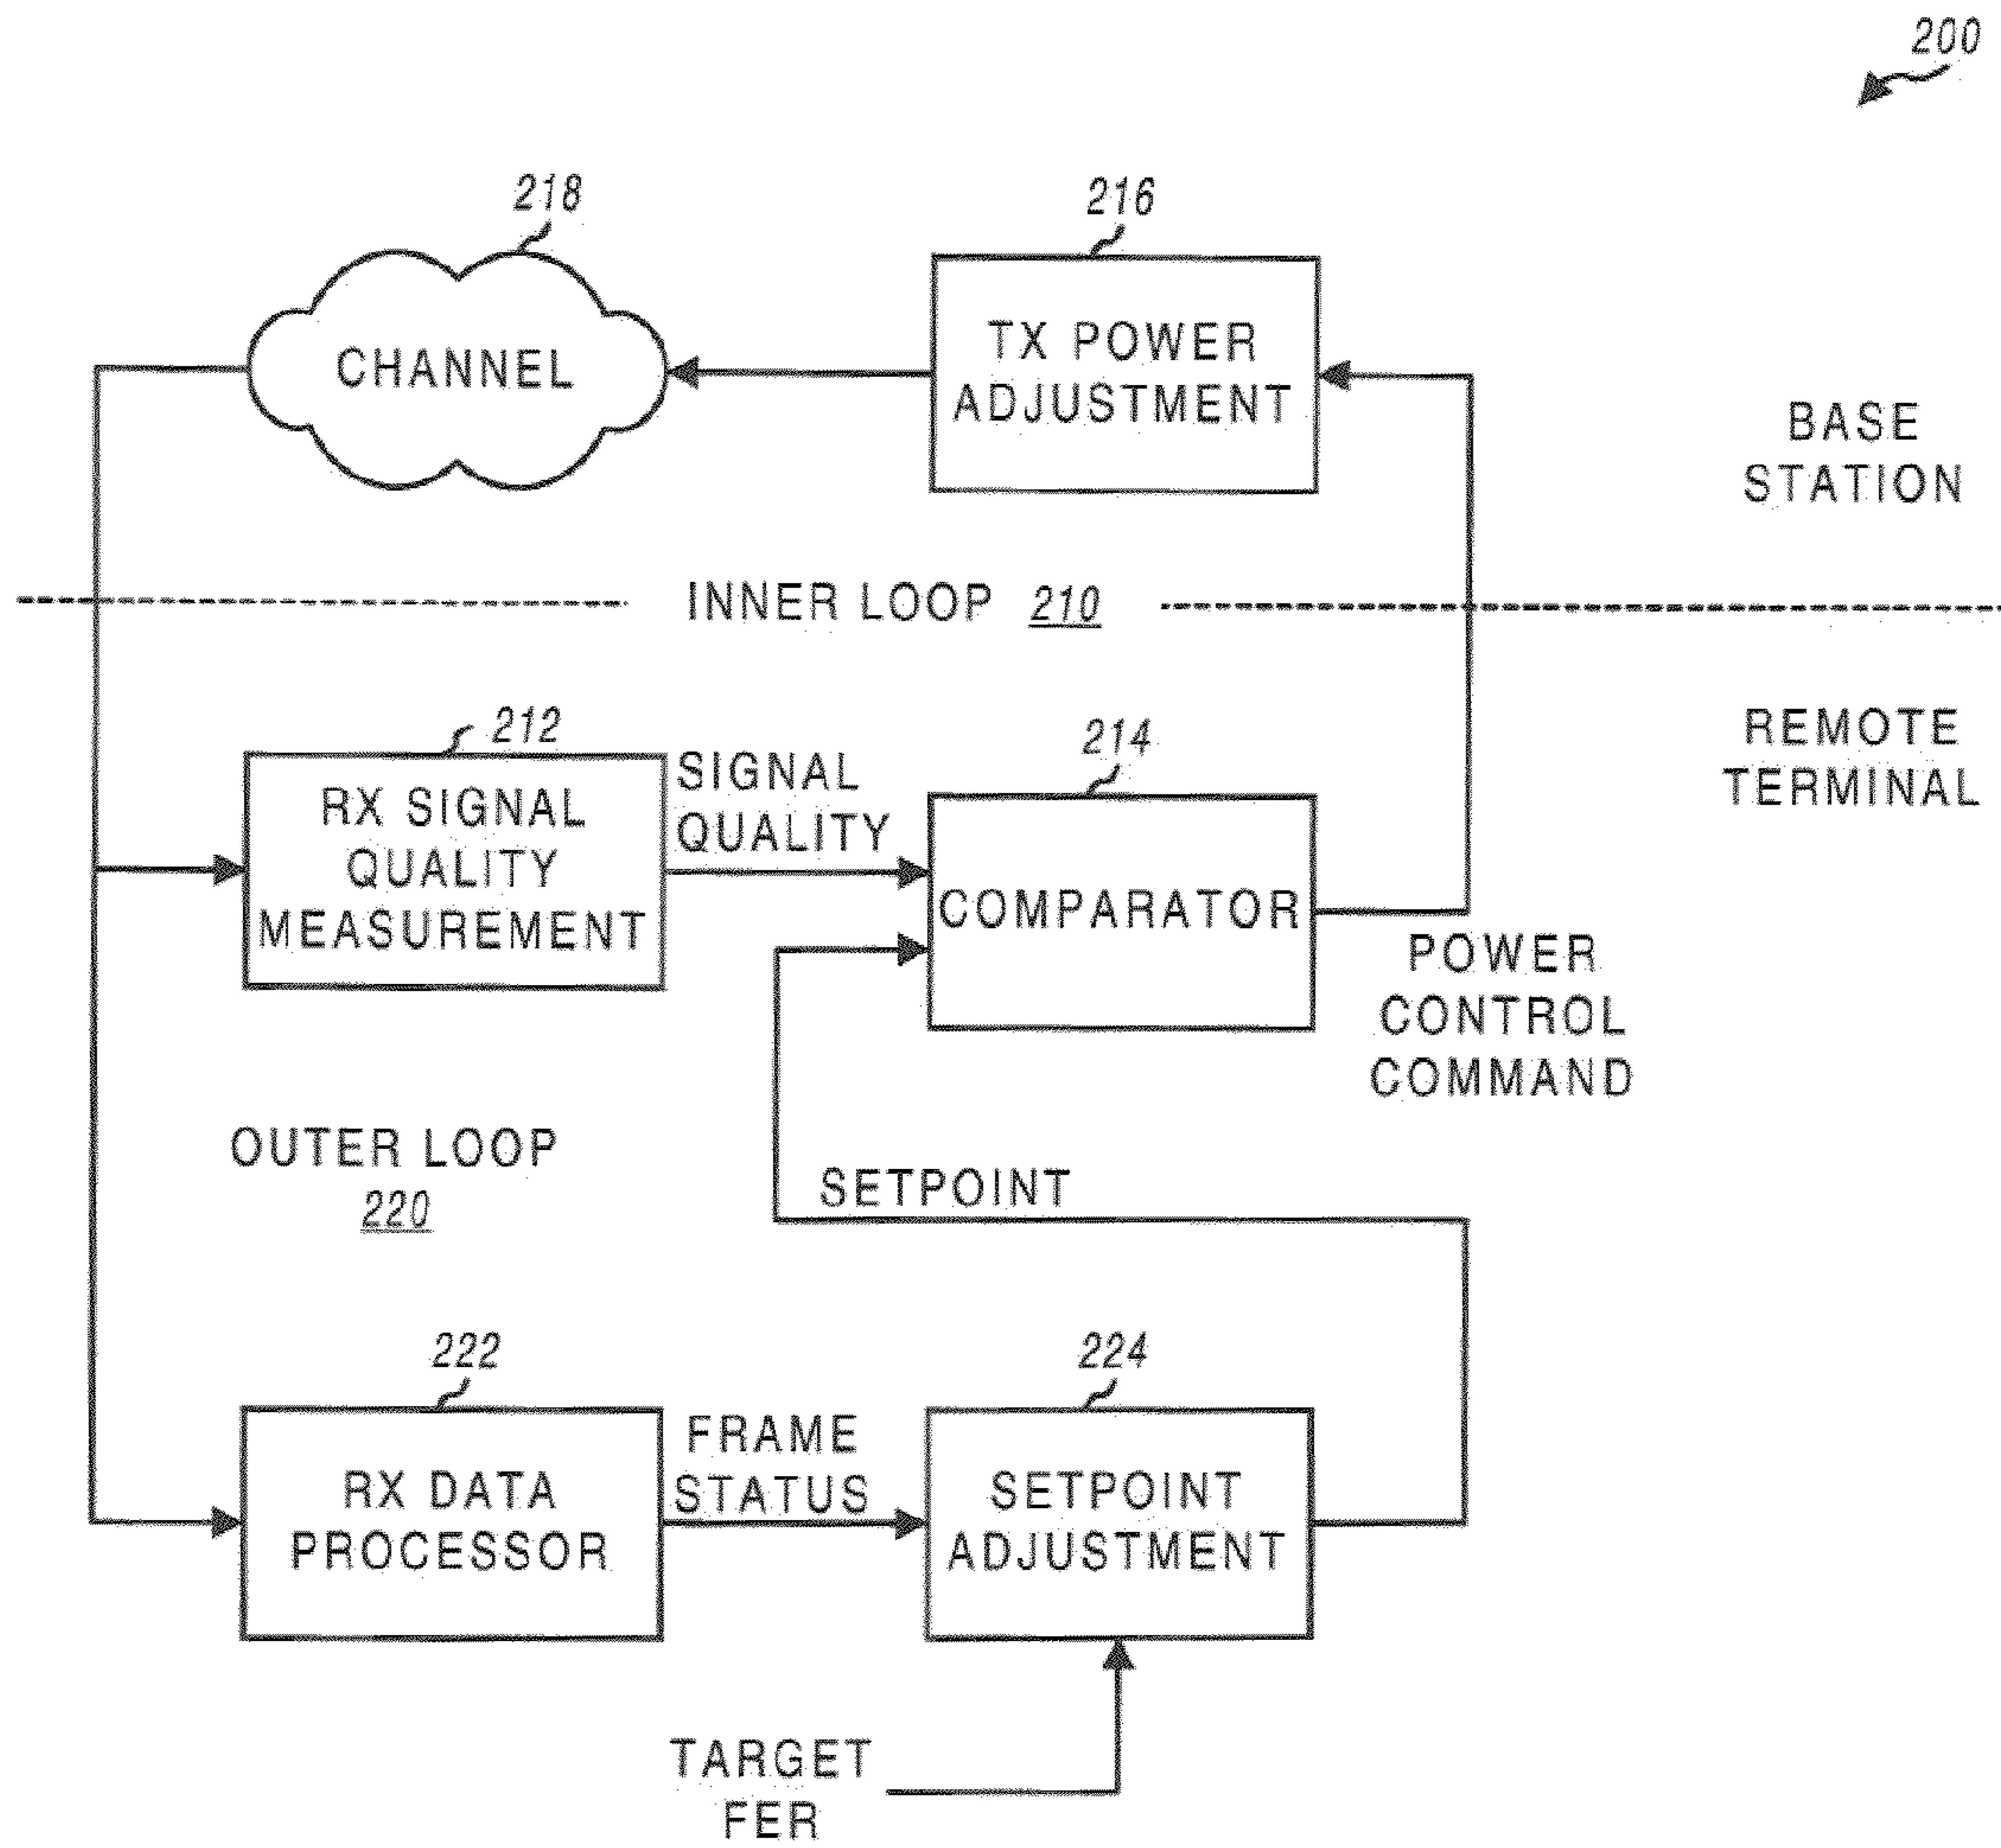 200
218
216
CHANNEL
TX POWER
ADJUSTMENT
BASE
STATION
INNER LOOP 210
REMOTE
TERMINAL
212
RX SIGNAL
QUALITY
MEASUREMENT
SIGNAL
QUALITY
214
COMPARATOR
POWER
CONTROL
COMMAND
OUTER LOOP
220
SETPOINT
222
RX DATA
PROCESSOR
FRAME
STATUS
224
SETPOINT
ADJUSTMENT
TARGET
FER